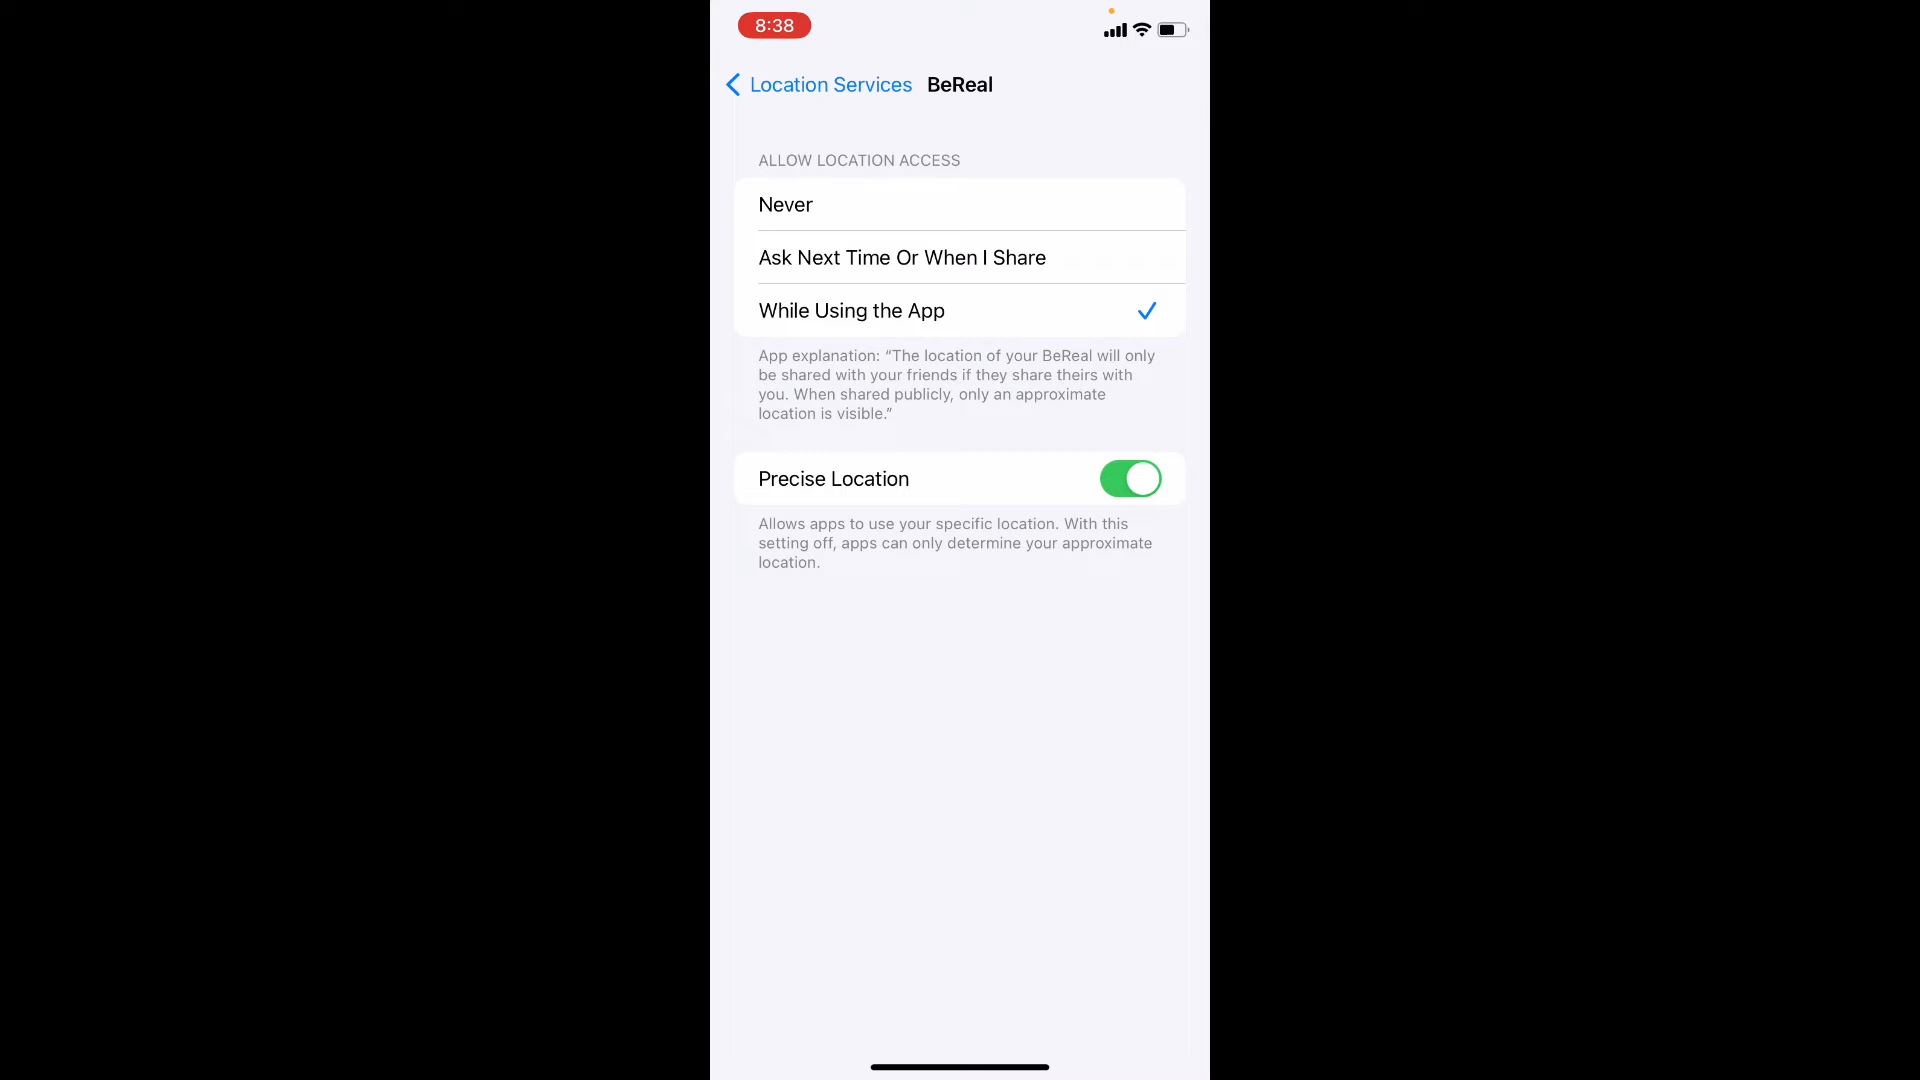 8:38
Location Services BeReal
ALLOW LOCATION ACCESS
Never
Ask Next Time Or When I Share
While Using the App
App explanation: “The location of your BeReal will only
be shared with your friends if they share theirs with
you. When shared publicly, only an approximate
location is visible.”
Precise Location
Allows apps to use your specific location. With this
setting off, apps can only determine your approximate
location.